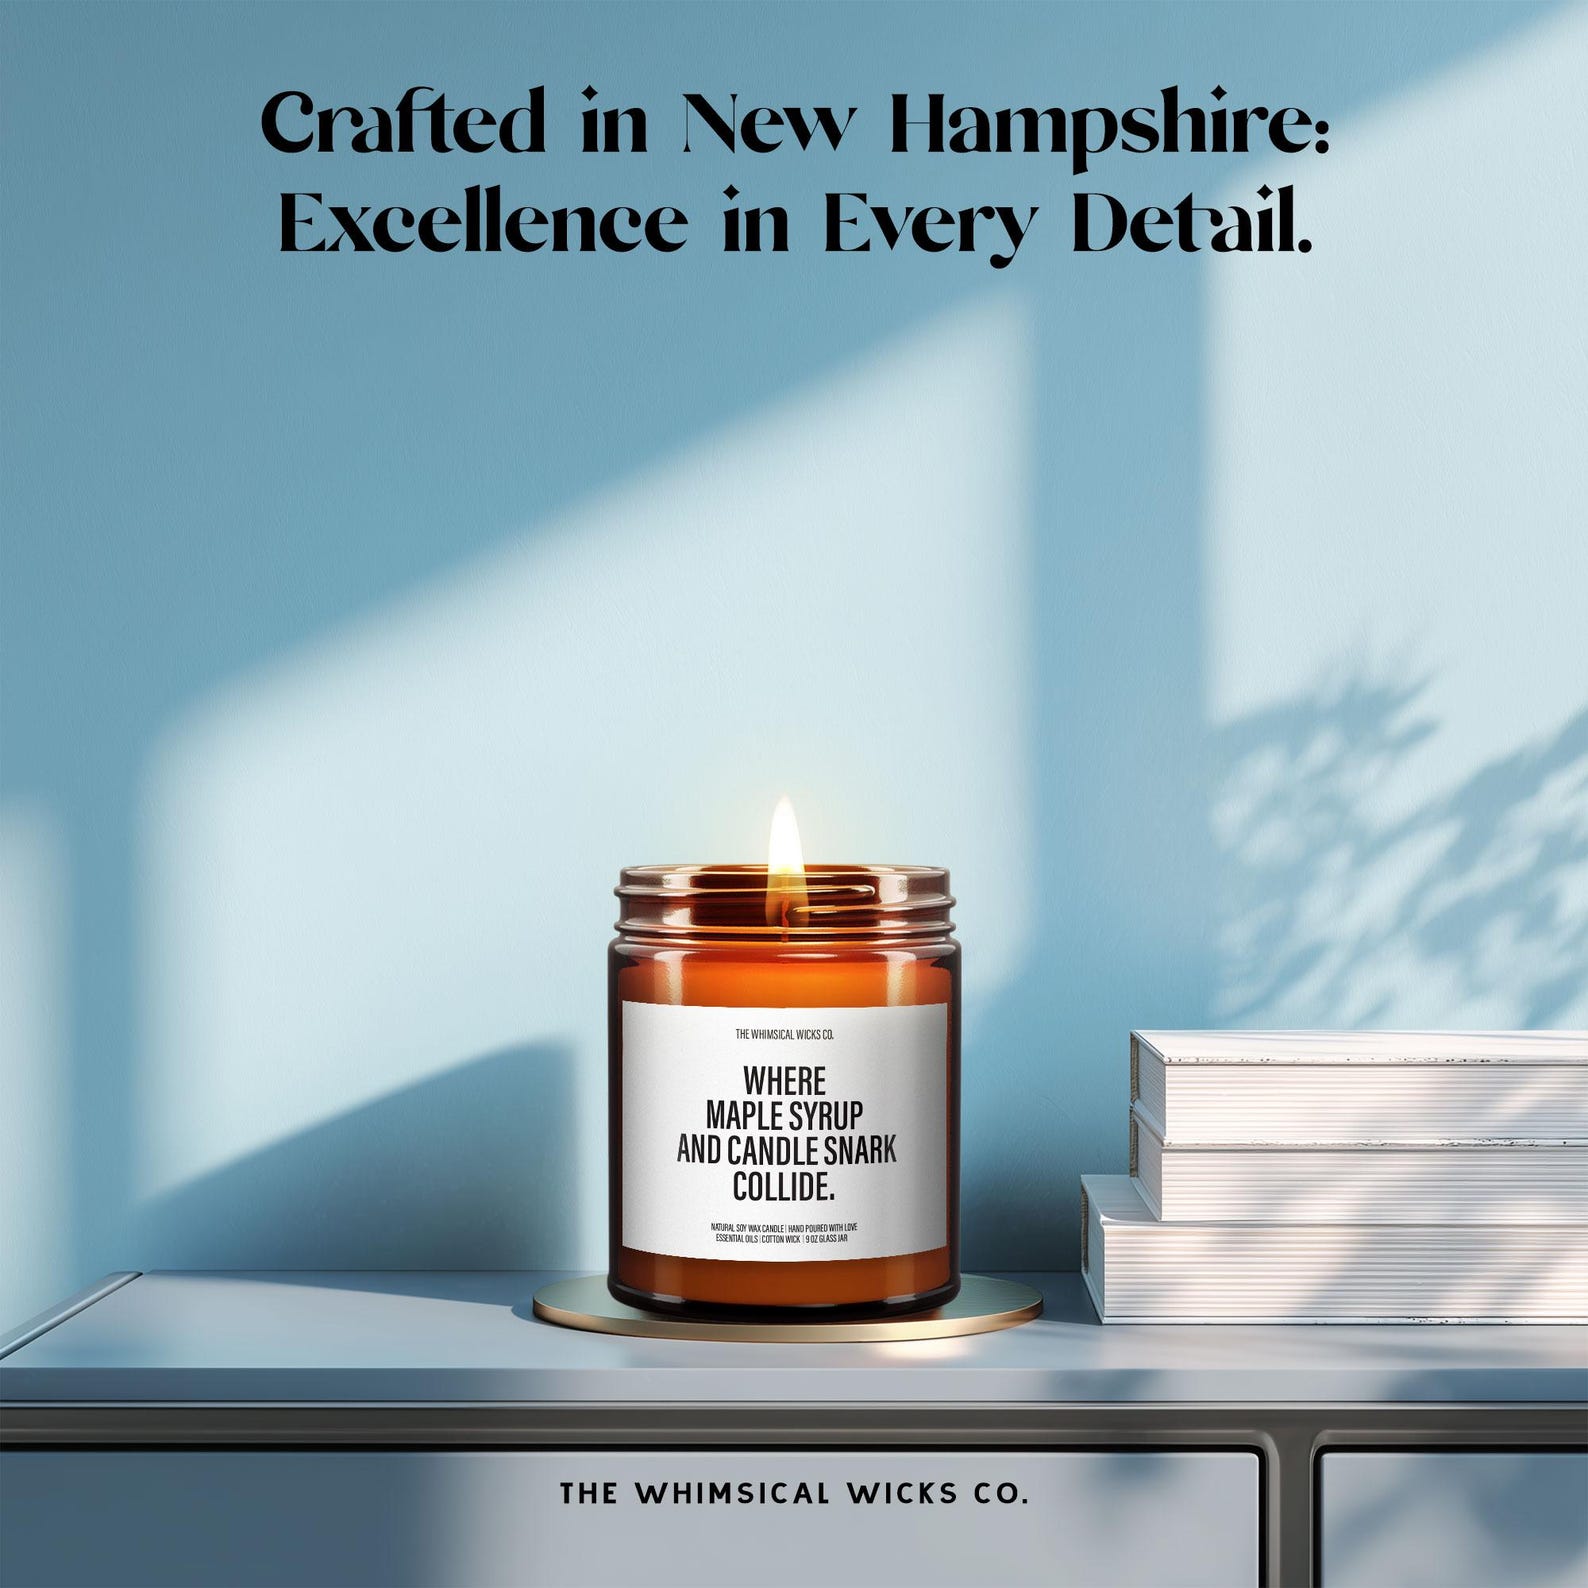 Crafted in New Hampshire:
Excellence in Every Detail.
THE WHIMSICAL WICKS CO.
WHERE
MAPLE SYRUP
AND CANDLE SNARK
COLLIDE.
NATURAL SOY WAX CANDLE | HAND POURED WITH LOVE
ESSENTIAL OILS | COTTON WICK | 9 OZ GLASS JAR
THE WHIMSICAL WICKS CO.